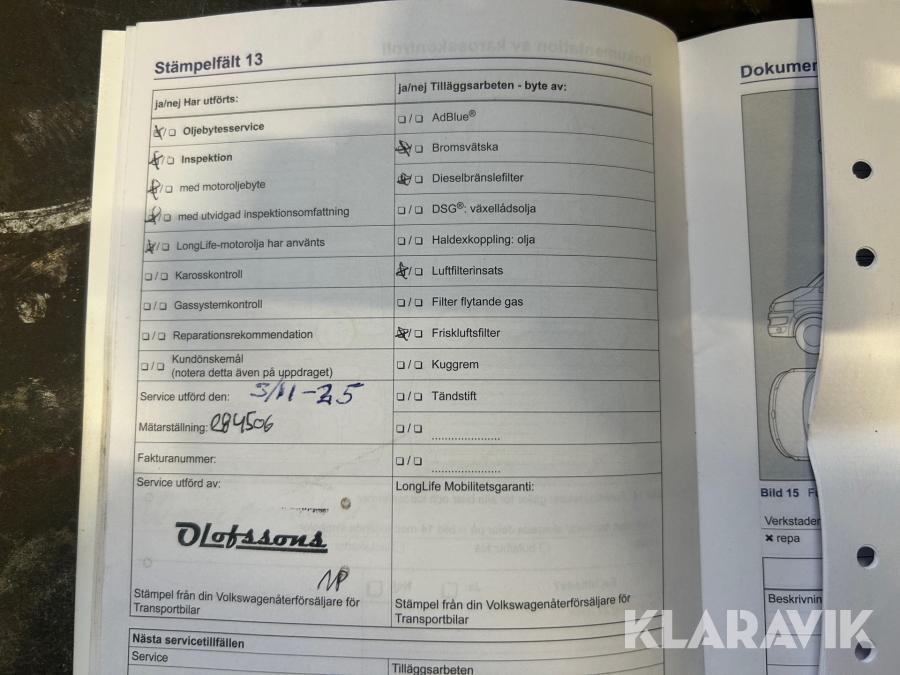 Stämpelfält 13
ja/nej Har utförts:
Oljebytesservice
Inspektion
med motoroljebyte
med utvidgad inspektionsomfattning
LongLife-motorolja har använts
Karosskontroll
Gassystemkontroll
Reparationsrekommendation
Kundönskemål
(notera detta även på uppdraget)
Service utförd den: 3/11-25
Mätarställning: 284506
Fakturanummer:
Service utförd av:
Olofssons
Stämpel från din Volkswagenåterförsäljare för
Transportbilar
ja/nej Tilläggsarbeten - byte av:
AdBlue®
Bromsvätska
Dieselbränslefilter
DSG®: växellådsolja
Haldexkoppling: olja
Luftfilterinsats
Filter flytande gas
Friskluftsfilter
Kuggrem
Tändstift
LongLife Mobilitetsgaranti:
Stämpel från din Volkswagenåterförsäljare för
Transportbilar
Nästa servicetillfällen
Service
Tilläggsarbeten
Dokumen
Bild 15
Verkstaden
× repa
Beskrivnin
KLARAVIK